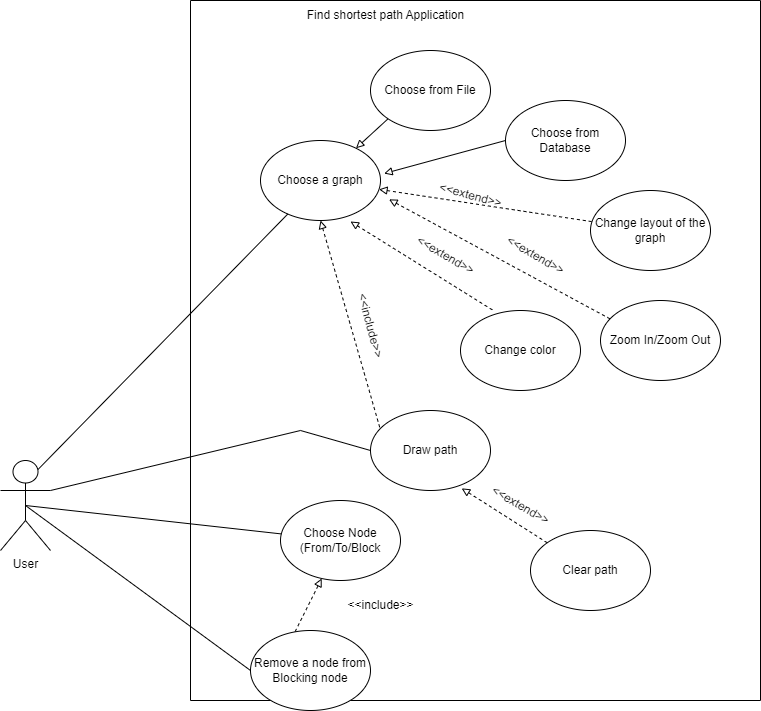 Find shortest path Application
Choose from File
Choose from
Database
Choose a graph
<<extend>>
Change layout of the
graph
<<extend>>
<<extend>>
<<include>>
Change color
Zoom In/Zoom Out
Draw path
<<extend>>
Choose Node
(From/To/Block
Clear path
User
<<include>>
Remove a node from
Blocking node